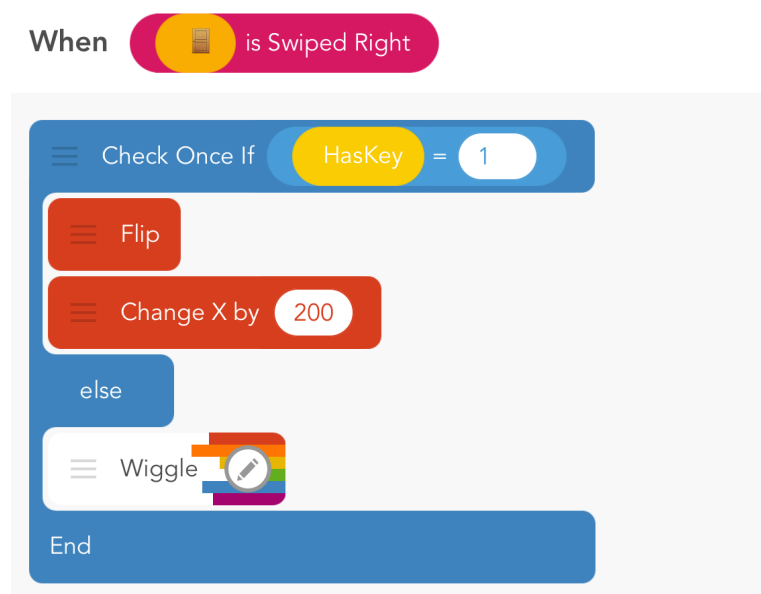 When is Swiped Right
Check Once If HasKey = 1
Flip
Change X by 200
else
Wiggle
End